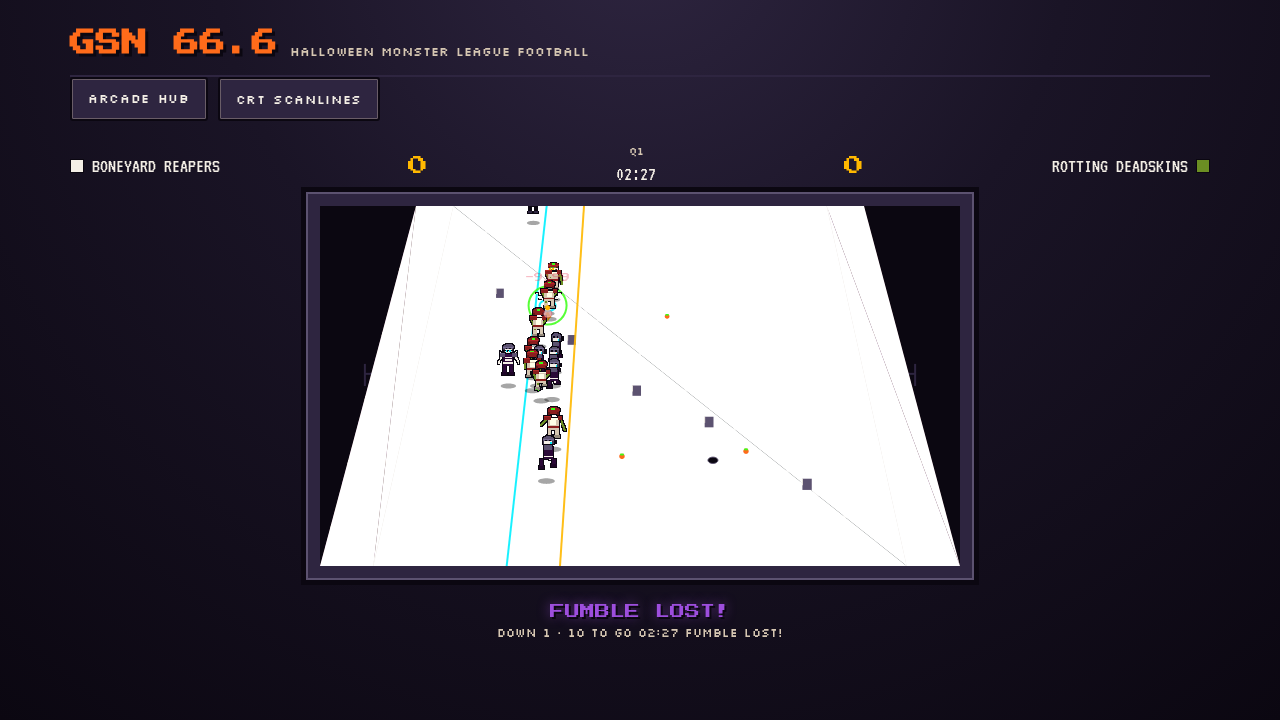 GSN 66.6 HALLOWEEN MONSTER LEAGUE FOOTBALL
ARCADE HUB CRT SCANLINES
Q1
BONEYARD REAPERS 0 02:27 0 ROTTING DEADSKINS
FUMBLE LOST!
DOWN 1 · 10 TO GO 02:27 FUMBLE LOST!